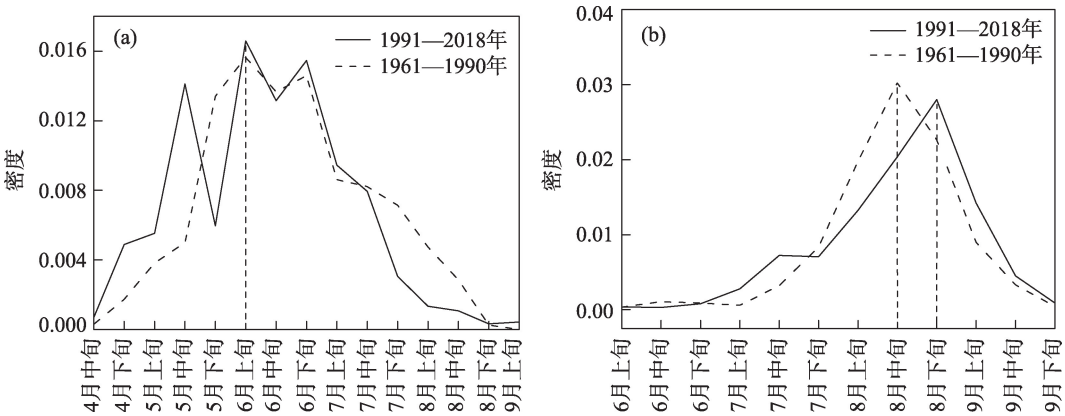 (a)
1991—2018年
1961—1990年
密度
0.016
0.012
0.008
0.004
0.000
4月中旬
4月下旬
5月上旬
5月中旬
5月下旬
6月上旬
6月中旬
6月下旬
7月上旬
7月中旬
7月下旬
8月上旬
8月中旬
8月下旬
9月上旬
(b)
1991—2018年
1961—1990年
密度
0.04
0.03
0.02
0.01
0.00
6月上旬
6月中旬
6月下旬
7月上旬
7月中旬
7月下旬
8月上旬
8月中旬
8月下旬
9月上旬
9月中旬
9月下旬